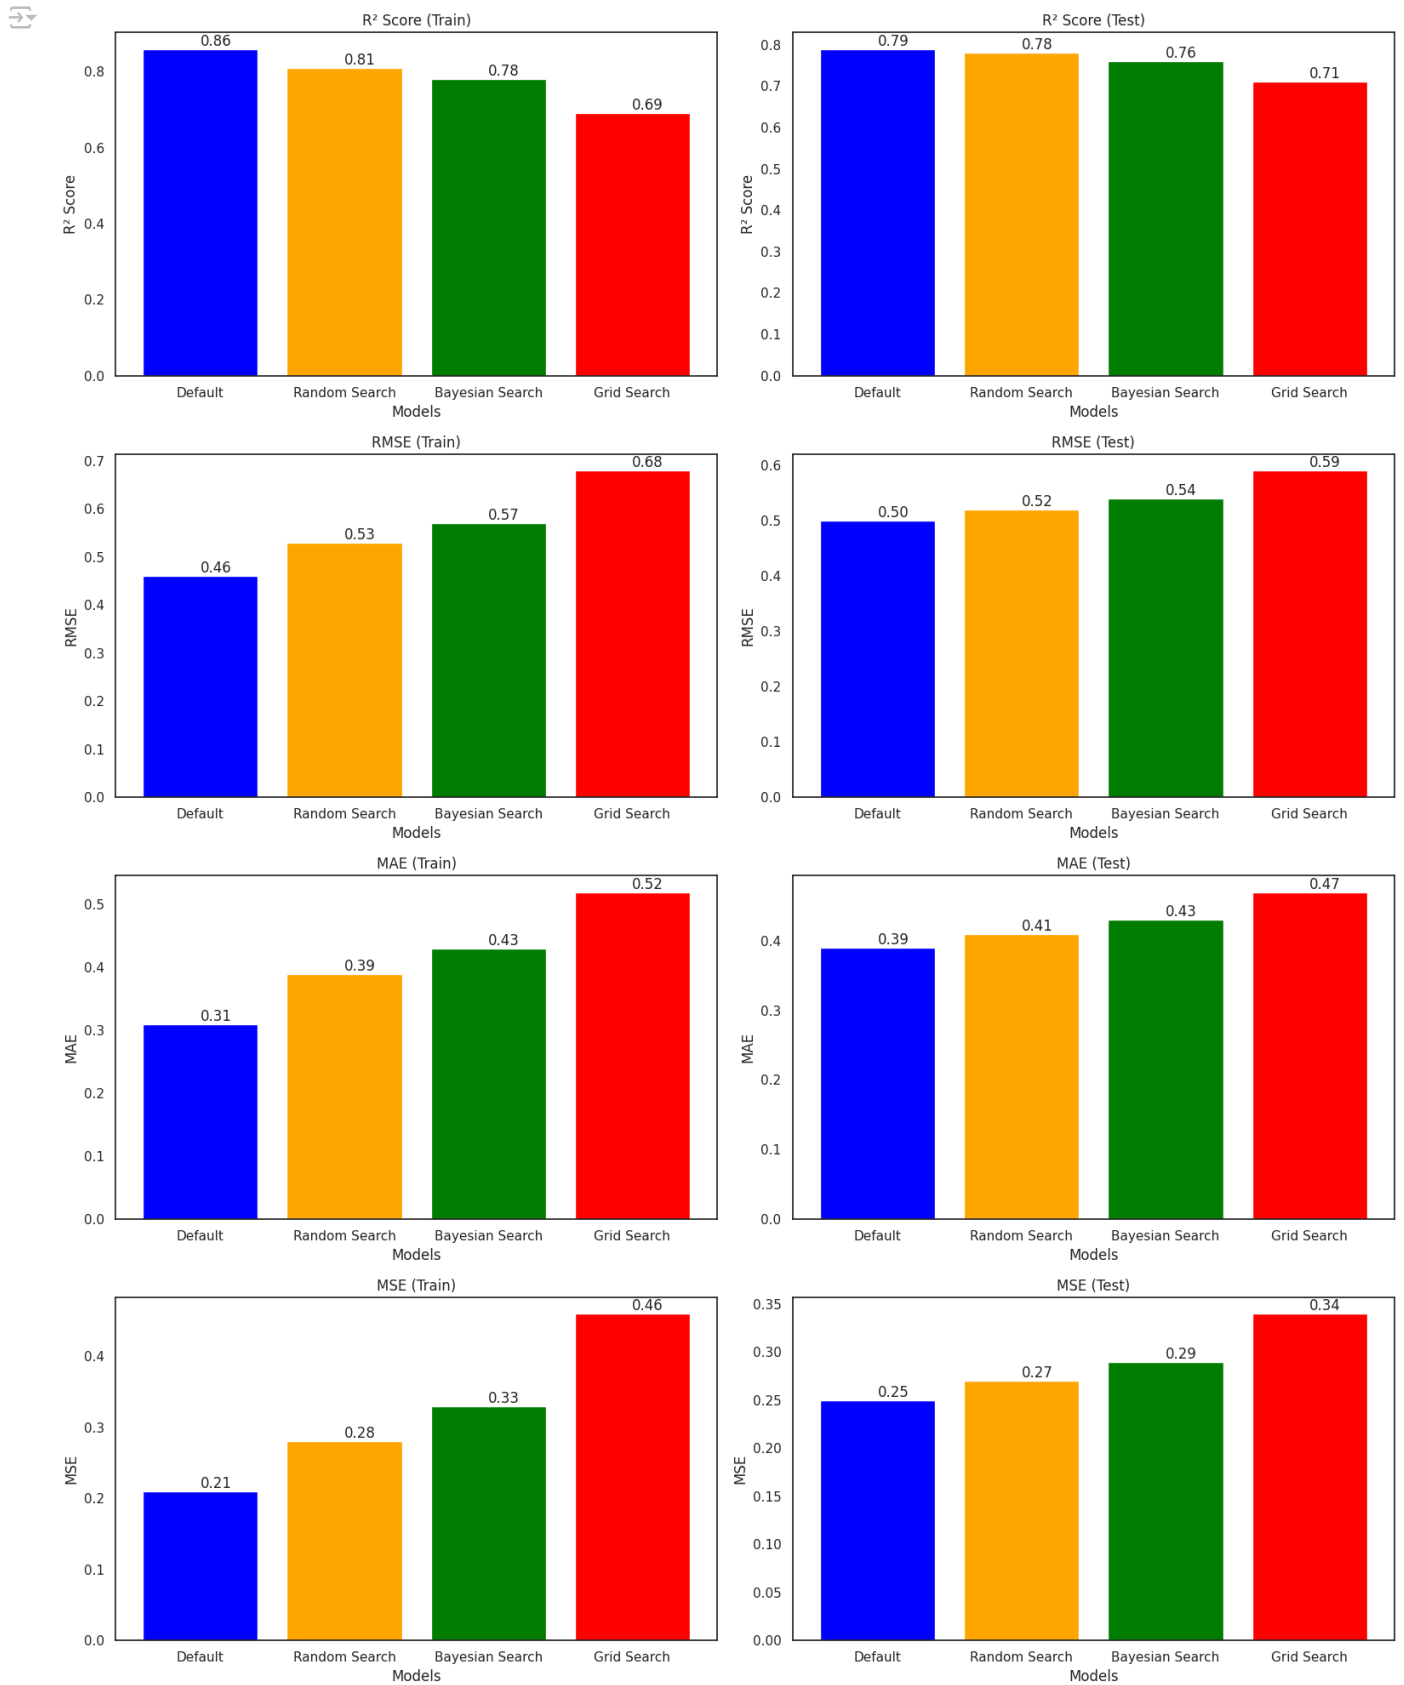 R² Score (Train)
0.86
0.81
0.78
0.69
0.8
0.6
0.4
0.2
0.0
R² Score
Default
Random Search
Bayesian Search
Grid Search
Models
R² Score (Test)
0.79
0.78
0.76
0.71
0.8
0.7
0.6
0.5
0.4
0.3
0.2
0.1
0.0
R² Score
Default
Random Search
Bayesian Search
Grid Search
Models
RMSE (Train)
0.46
0.53
0.57
0.68
0.7
0.6
0.5
0.4
0.3
0.2
0.1
0.0
RMSE
Default
Random Search
Bayesian Search
Grid Search
Models
RMSE (Test)
0.50
0.52
0.54
0.59
0.6
0.5
0.4
0.3
0.2
0.1
0.0
RMSE
Default
Random Search
Bayesian Search
Grid Search
Models
MAE (Train)
0.31
0.39
0.43
0.52
0.5
0.4
0.3
0.2
0.1
0.0
MAE
Default
Random Search
Bayesian Search
Grid Search
Models
MAE (Test)
0.39
0.41
0.43
0.47
0.4
0.3
0.2
0.1
0.0
MAE
Default
Random Search
Bayesian Search
Grid Search
Models
MSE (Train)
0.21
0.28
0.33
0.46
0.4
0.3
0.2
0.1
0.0
MSE
Default
Random Search
Bayesian Search
Grid Search
Models
MSE (Test)
0.25
0.27
0.29
0.34
0.35
0.30
0.25
0.20
0.15
0.10
0.05
0.00
MSE
Default
Random Search
Bayesian Search
Grid Search
Models